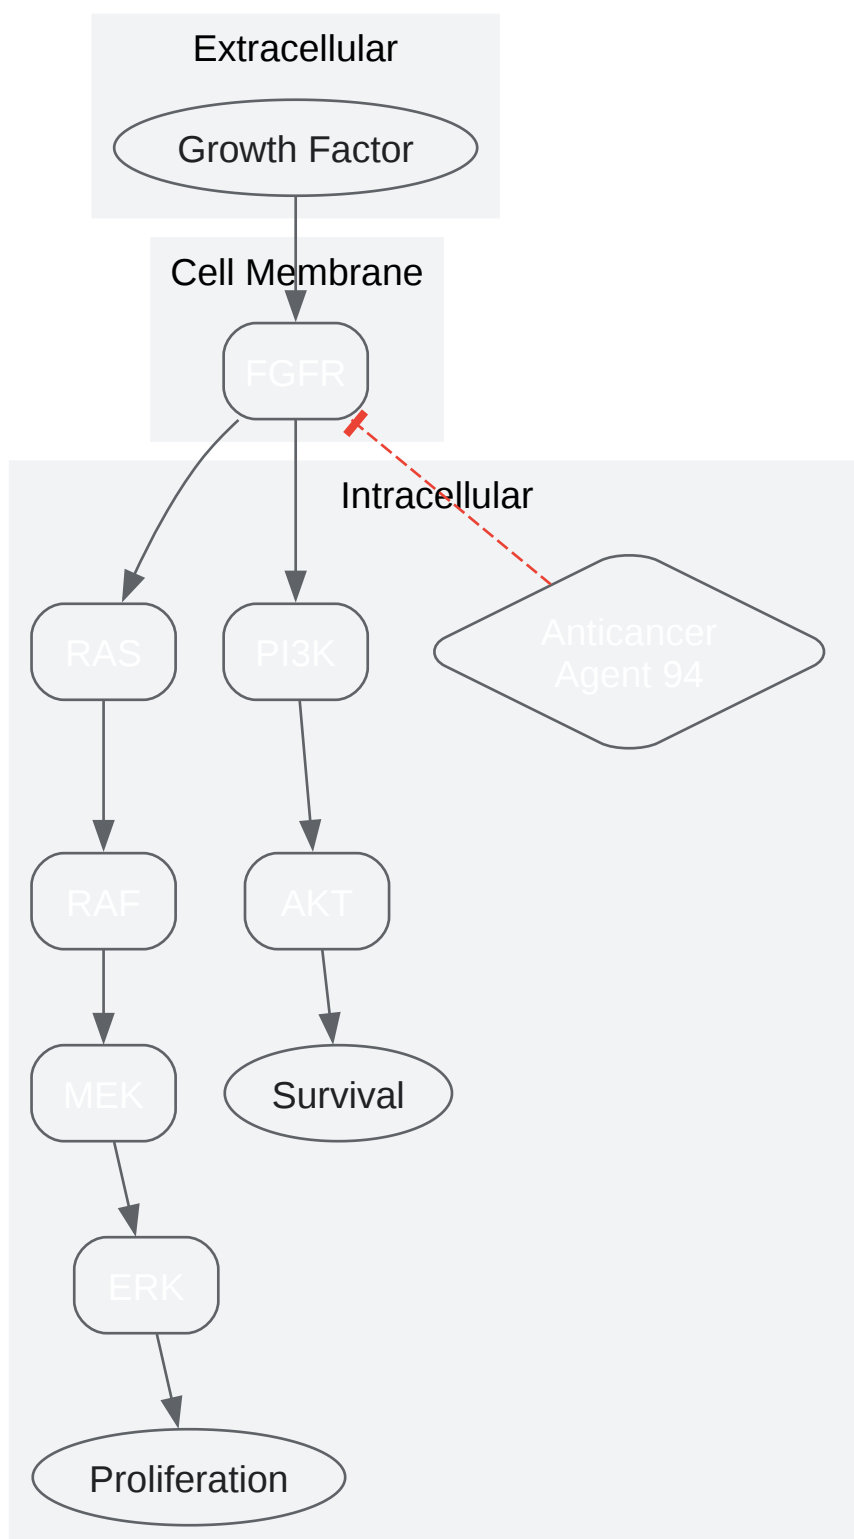 Extracellular
Growth Factor
Cell Membrane
FGFR
Intracellular
RAS
PI3K
Anticancer
Agent 94
RAF
AKT
MEK
Survival
ERK
Proliferation